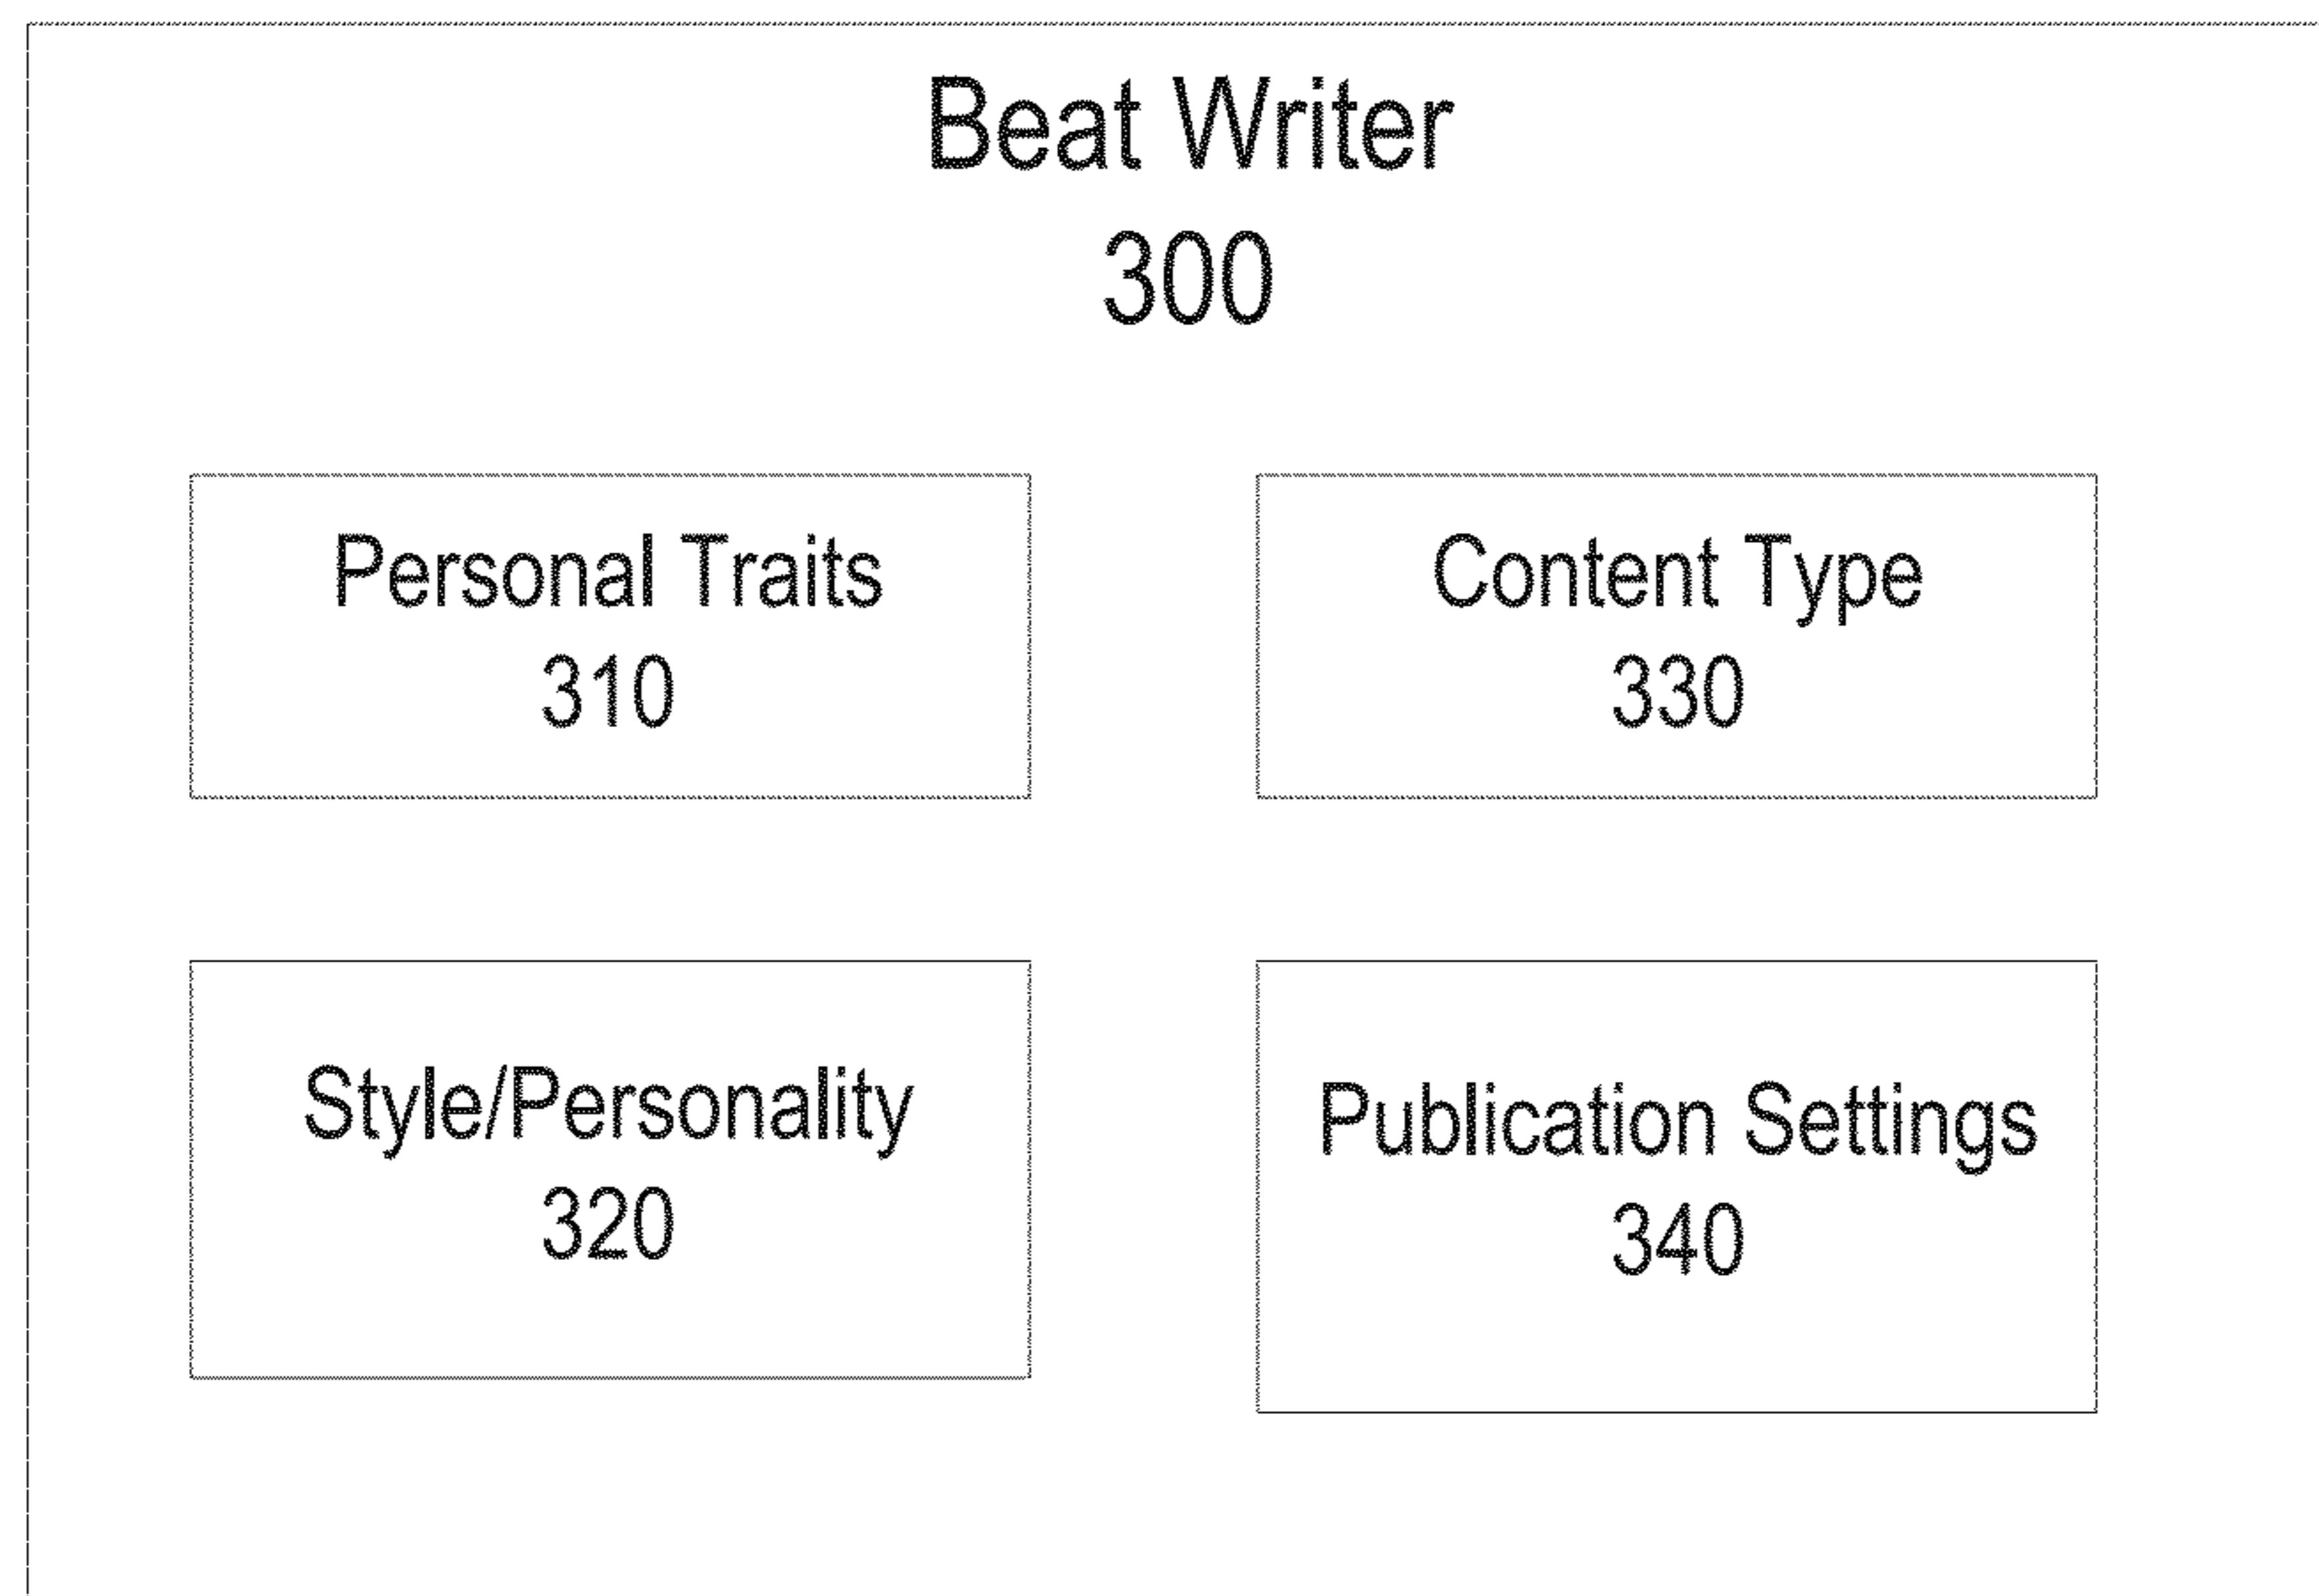 Beat Writer
300
Personal Traits
310
Content Type
330
Style/Personality
320
Publication Settings
340